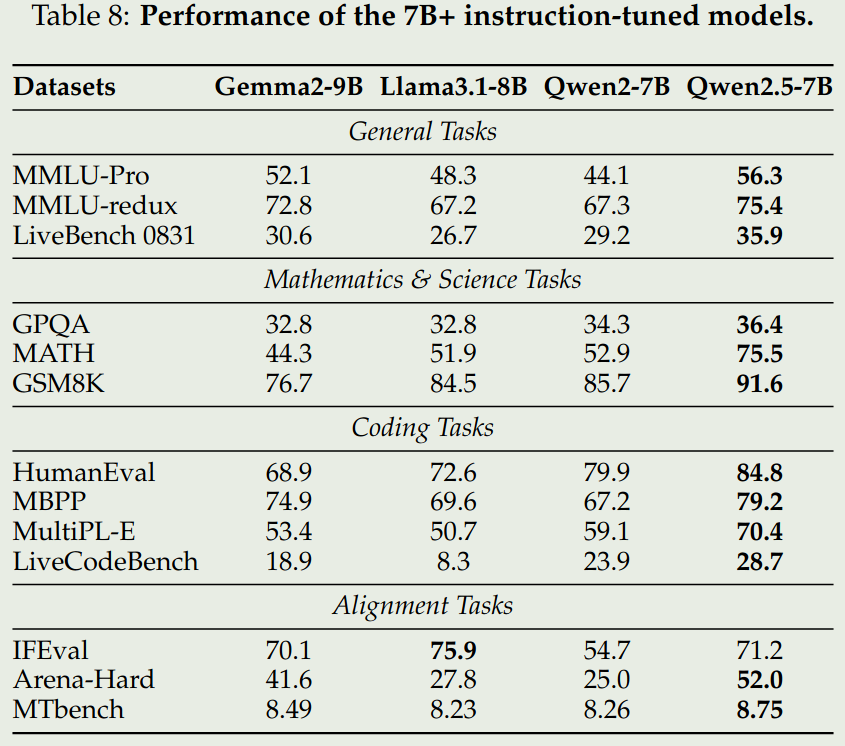 Table 8: Performance of the 7B+ instruction-tuned models.
Datasets Gemma2-9B Llama3.1-8B Qwen2-7B Qwen2.5-7B
General Tasks
MMLU-Pro 52.1 48.3 44.1 56.3
MMLU-redux 72.8 67.2 67.3 75.4
LiveBench 0831 30.6 26.7 29.2 35.9
Mathematics & Science Tasks
GPQA 32.8 32.8 34.3 36.4
MATH 44.3 51.9 52.9 75.5
GSM8K 76.7 84.5 85.7 91.6
Coding Tasks
HumanEval 68.9 72.6 79.9 84.8
MBPP 74.9 69.6 67.2 79.2
MultiPL-E 53.4 50.7 59.1 70.4
LiveCodeBench 18.9 8.3 23.9 28.7
Alignment Tasks
IFEval 70.1 75.9 54.7 71.2
Arena-Hard 41.6 27.8 25.0 52.0
MTbench 8.49 8.23 8.26 8.75